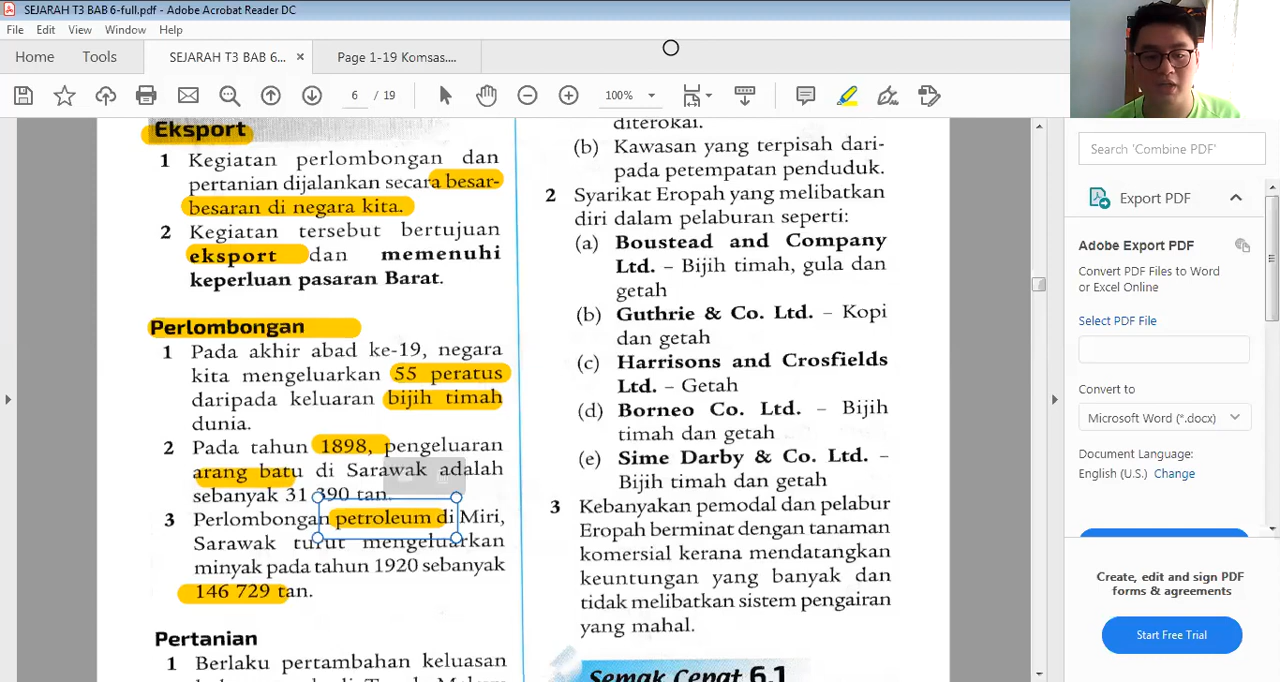 SEJARAH T3 BAB 6-full.pdf - Adobe Acrobat Reader DC
File Edit View Window Help
Home Tools SEJARAH T3 BAB 6... × Page 1-19 Komsas....
6 / 19 100%
Eksport
1 Kegiatan perlombongan dan
pertanian dijalankan secara besar-
besaran di negara kita.
2 Kegiatan tersebut bertujuan
eksport dan memenuhi
keperluan pasaran Barat.
Perlombongan
1 Pada akhir abad ke-19, negara
kita mengeluarkan 55 peratus
daripada keluaran bijih timah
dunia.
2 Pada tahun 1898, pengeluaran
arang batu di Sarawak adalah
sebanyak 31 390 tan.
3 Perlombongan petroleum di Miri,
Sarawak turut mengeluarkan
minyak pada tahun 1920 sebanyak
146 729 tan.
Pertanian
1 Berlaku pertambahan keluasan
diterokai.
(b) Kawasan yang terpisah dari-
pada petempatan penduduk.
2 Syarikat Eropah yang melibatkan
diri dalam pelaburan seperti:
(a) Boustead and Company
Ltd. – Bijih timah, gula dan
getah
(b) Guthrie & Co. Ltd. – Kopi
dan getah
(c) Harrisons and Crosfields
Ltd. – Getah
(d) Borneo Co. Ltd. – Bijih
timah dan getah
(e) Sime Darby & Co. Ltd. –
Bijih timah dan getah
3 Kebanyakan pemodal dan pelabur
Eropah berminat dengan tanaman
komersial kerana mendatangkan
keuntungan yang banyak dan
tidak melibatkan sistem pengairan
yang mahal.
Semak Cepat 6.1
Search 'Combine PDF'
Export PDF
Adobe Export PDF
Convert PDF Files to Word
or Excel Online
Select PDF File
Convert to
Microsoft Word (*.docx)
Document Language:
English (U.S.) Change
Create, edit and sign PDF
forms & agreements
Start Free Trial